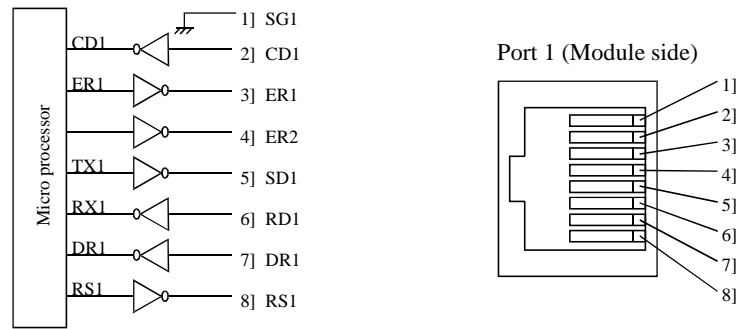 1] SG1
CD1
2] CD1
ER1
3] ER1
4] ER2
TX1
5] SD1
RX1
6] RD1
DR1
7] DR1
RS1
8] RS1
Micro processor
Port 1 (Module side)
1]
2]
3]
4]
5]
6]
7]
8]